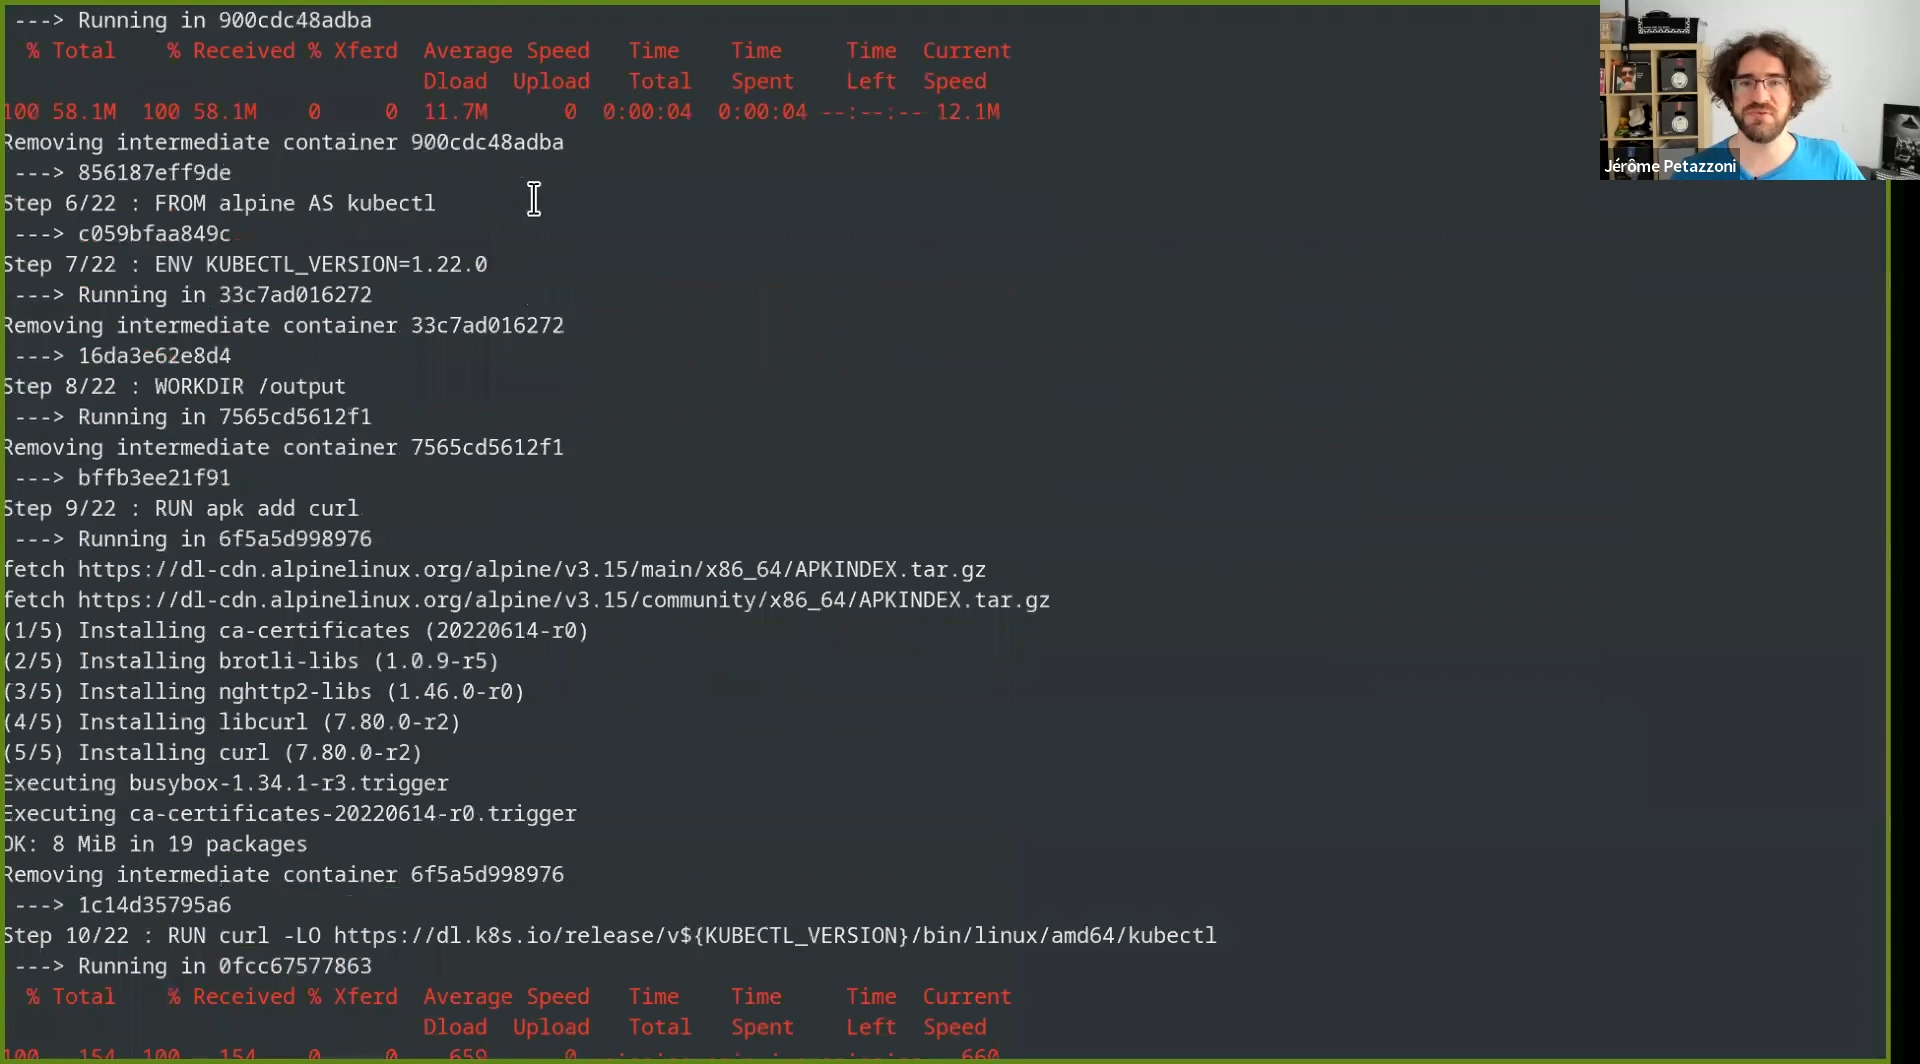 ---> Running in 900cdc48adba
% Total % Received % Xferd Average Speed Time Time Time Current
Dload Upload Total Spent Left Speed
100 58.1M 100 58.1M 0 0 11.7M 0 0:00:04 0:00:04 --:--:-- 12.1M
Removing intermediate container 900cdc48adba
---> 856187eff9de
Step 6/22 : FROM alpine AS kubectl
---> c059bfaa849c
Step 7/22 : ENV KUBECTL_VERSION=1.22.0
---> Running in 33c7ad016272
Removing intermediate container 33c7ad016272
---> 16da3e62e8d4
Step 8/22 : WORKDIR /output
---> Running in 7565cd5612f1
Removing intermediate container 7565cd5612f1
---> bffb3ee21f91
Step 9/22 : RUN apk add curl
---> Running in 6f5a5d998976
fetch https://dl-cdn.alpinelinux.org/alpine/v3.15/main/x86_64/APKINDEX.tar.gz
fetch https://dl-cdn.alpinelinux.org/alpine/v3.15/community/x86_64/APKINDEX.tar.gz
(1/5) Installing ca-certificates (20220614-r0)
(2/5) Installing brotli-libs (1.0.9-r5)
(3/5) Installing nghttp2-libs (1.46.0-r0)
(4/5) Installing libcurl (7.80.0-r2)
(5/5) Installing curl (7.80.0-r2)
Executing busybox-1.34.1-r3.trigger
Executing ca-certificates-20220614-r0.trigger
OK: 8 MiB in 19 packages
Removing intermediate container 6f5a5d998976
---> 1c14d35795a6
Step 10/22 : RUN curl -LO https://dl.k8s.io/release/v${KUBECTL_VERSION}/bin/linux/amd64/kubectl
---> Running in 0fcc67577863
% Total % Received % Xferd Average Speed Time Time Time Current
Dload Upload Total Spent Left Speed
100 154 100 154 0 0 659 0 --:--:-- --:--:-- --:--:-- 660
Jérôme Petazzoni